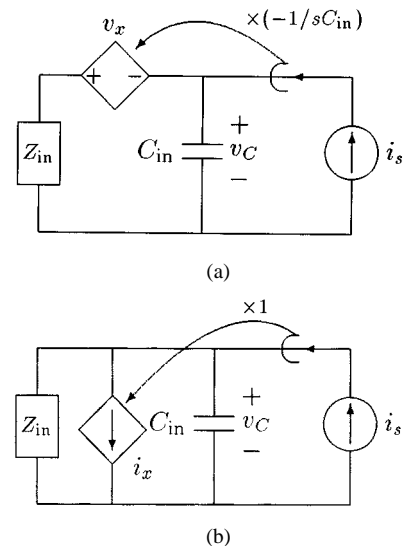 v_x
×(−1/sC_in)
+ −
Z_in
C_in
+
v_C
−
i_s
(a)
×1
Z_in
C_in
+
v_C
−
i_s
i_x
(b)